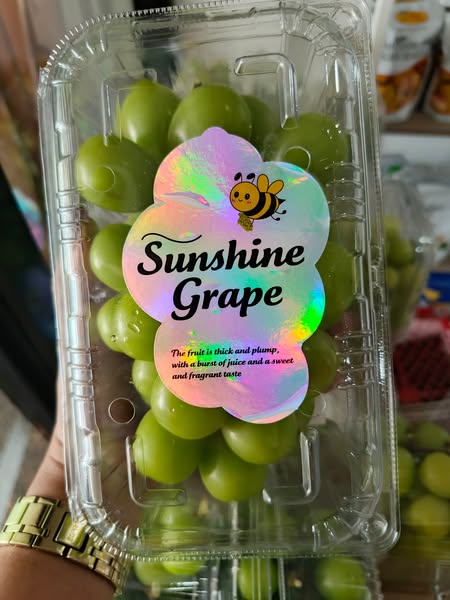 Sunshine
Grape
The fruit is thick and plump,
with a burst of juice and a sweet
and fragrant taste